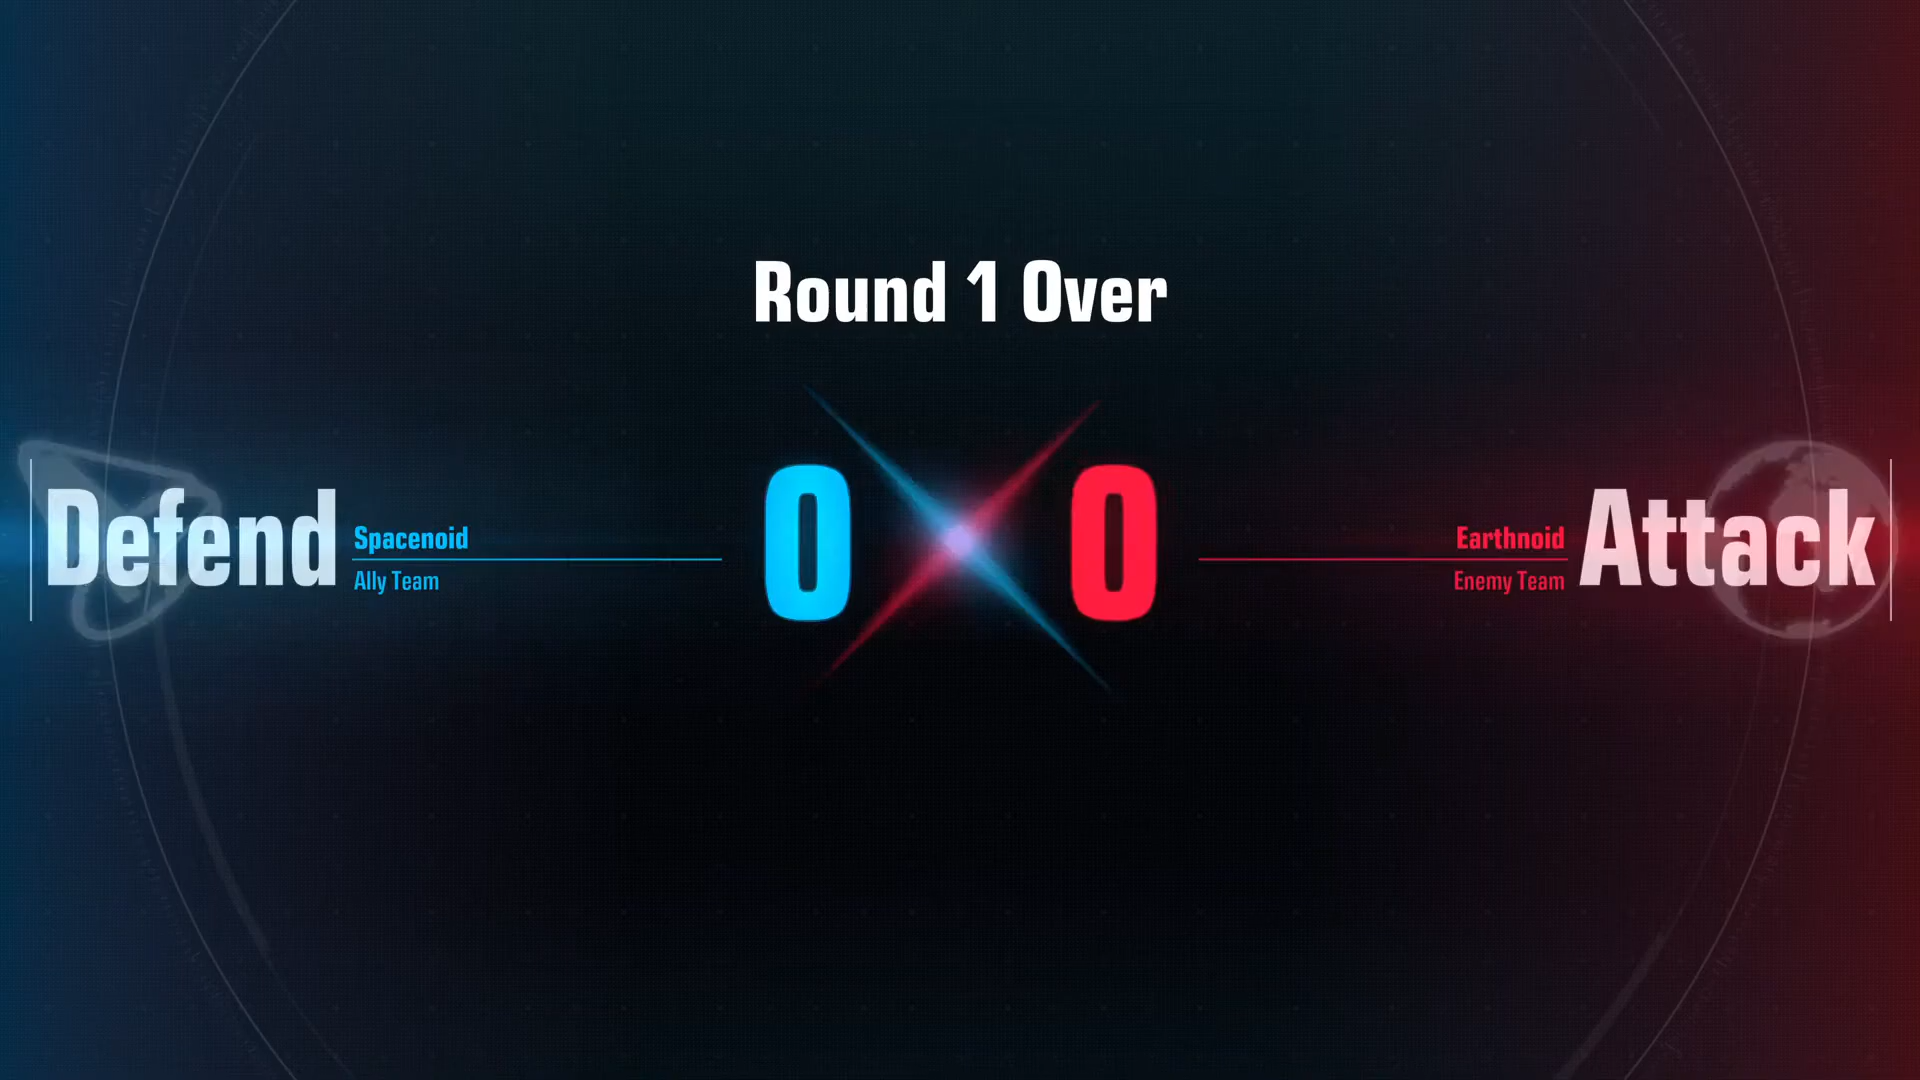 Round 1 Over
Defend
Spacenoid
Ally Team
0
0
Earthnoid
Enemy Team
Attack